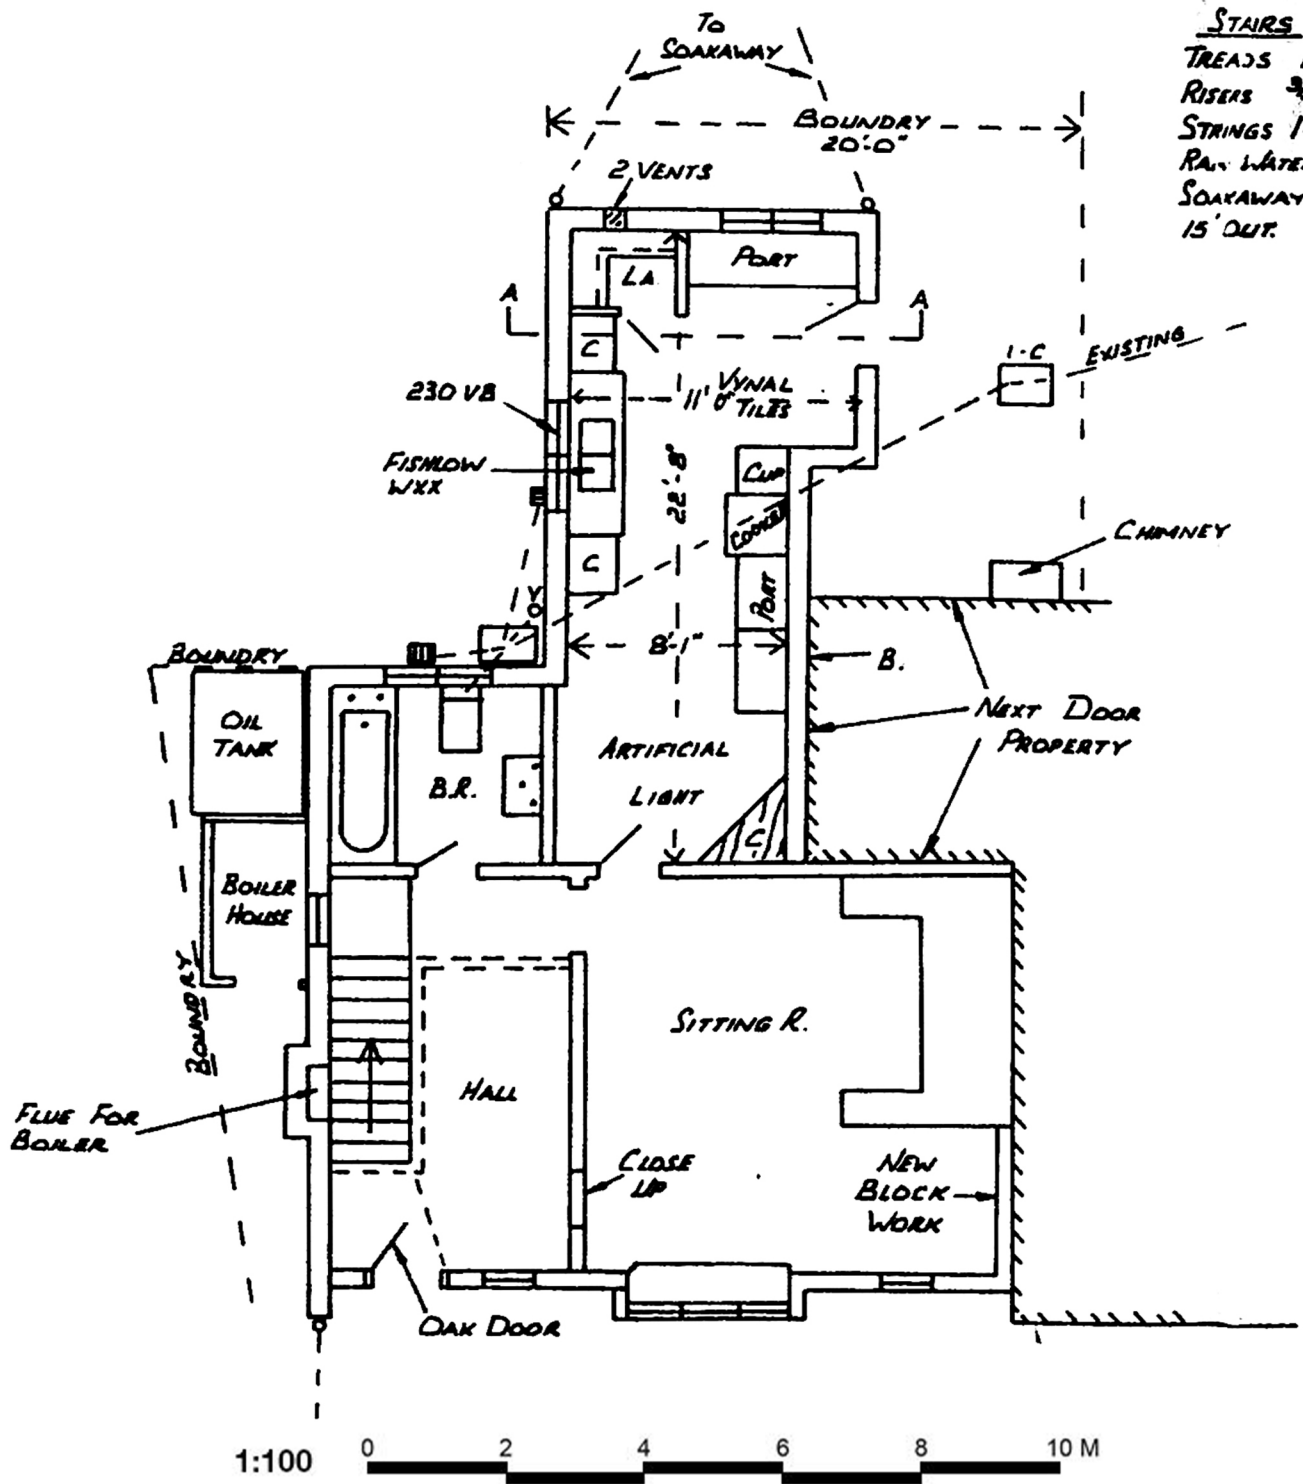 To
SOAKAWAY
STAIRS
TREADS
RISERS
STRINGS
RAIN WATER
SOAKAWAY
15' OUT.
BOUNDRY
20'-0"
2 VENTS
PORT
LA
A
A
C
I-C
EXISTING
230 VB
VYNAL
11' 0"
TILES
FISHLOW
WXX
CUP
22'-8"
COOKER
C
CHIMNEY
PORT
8'-1"
B.
BOUNDRY
OIL
TANK
NEXT DOOR
PROPERTY
ARTIFICIAL
LIGHT
B.R.
C
BOILER
HOUSE
BOUNDRY
SITTING R.
HALL
FLUE FOR
BOILER
CLOSE
UP
NEW
BLOCK
WORK
OAK DOOR
1:100
0 2 4 6 8 10 M